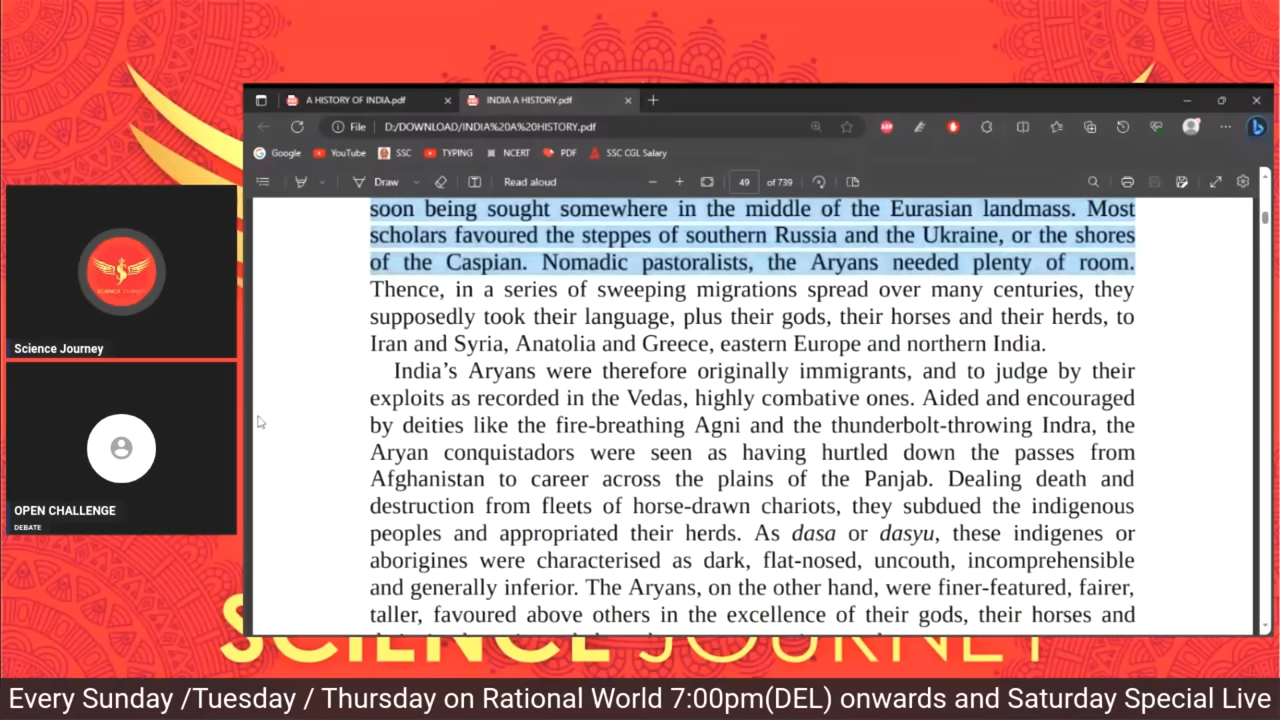 A HISTORY OF INDIA.pdf
INDIA A HISTORY.pdf
File
D:/DOWNLOAD/INDIA%20A%20HISTORY.pdf
Google
YouTube
SSC
TYPING
NCERT
PDF
SSC CGL Salary
Draw
Read aloud
49 of 739
soon being sought somewhere in the middle of the Eurasian landmass. Most
scholars favoured the steppes of southern Russia and the Ukraine, or the shores
of the Caspian. Nomadic pastoralists, the Aryans needed plenty of room.
Thence, in a series of sweeping migrations spread over many centuries, they
supposedly took their language, plus their gods, their horses and their herds, to
Iran and Syria, Anatolia and Greece, eastern Europe and northern India.
India’s Aryans were therefore originally immigrants, and to judge by their
exploits as recorded in the Vedas, highly combative ones. Aided and encouraged
by deities like the fire-breathing Agni and the thunderbolt-throwing Indra, the
Aryan conquistadors were seen as having hurtled down the passes from
Afghanistan to career across the plains of the Panjab. Dealing death and
destruction from fleets of horse-drawn chariots, they subdued the indigenous
peoples and appropriated their herds. As dasa or dasyu, these indigenes or
aborigines were characterised as dark, flat-nosed, uncouth, incomprehensible
and generally inferior. The Aryans, on the other hand, were finer-featured, fairer,
taller, favoured above others in the excellence of their gods, their horses and
Science Journey
OPEN CHALLENGE
DEBATE
SCIENCE JOURNEY
Every Sunday /Tuesday / Thursday on Rational World 7:00pm(DEL) onwards and Saturday Special Live